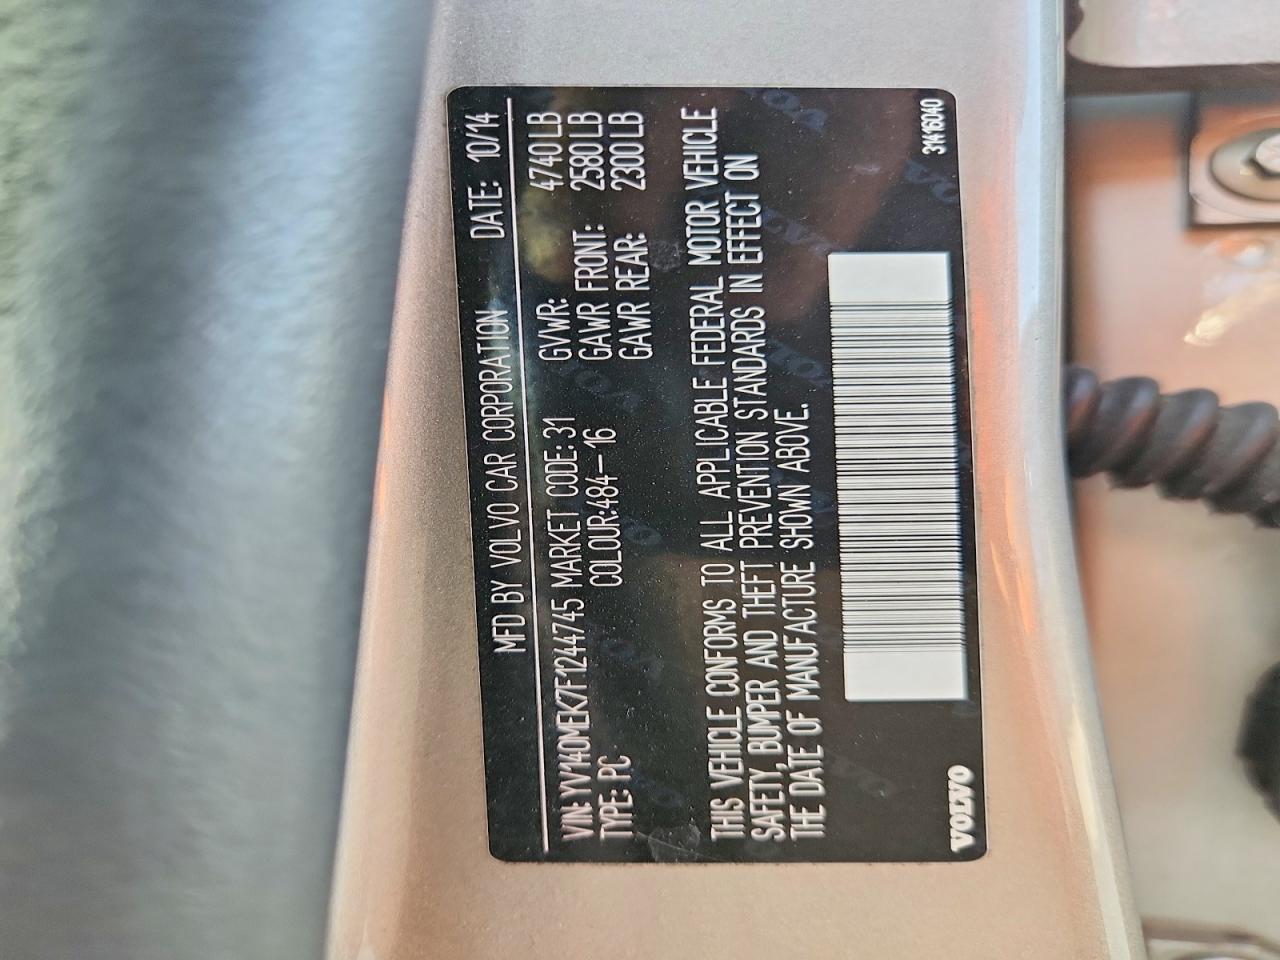 MFD BY VOLVO CAR CORPORATION DATE: 10/14
VIN: YV140MEK7F1244745 MARKET CODE: 31 GVWR: 4740 LB
TYPE: PC COLOUR:484-16 GAWR FRONT: 2580 LB
GAWR REAR: 2300 LB
THIS VEHICLE CONFORMS TO ALL APPLICABLE FEDERAL MOTOR VEHICLE
SAFETY, BUMPER AND THEFT PREVENTION STANDARDS IN EFFECT ON
THE DATE OF MANUFACTURE SHOWN ABOVE.
VOLVO 31416040